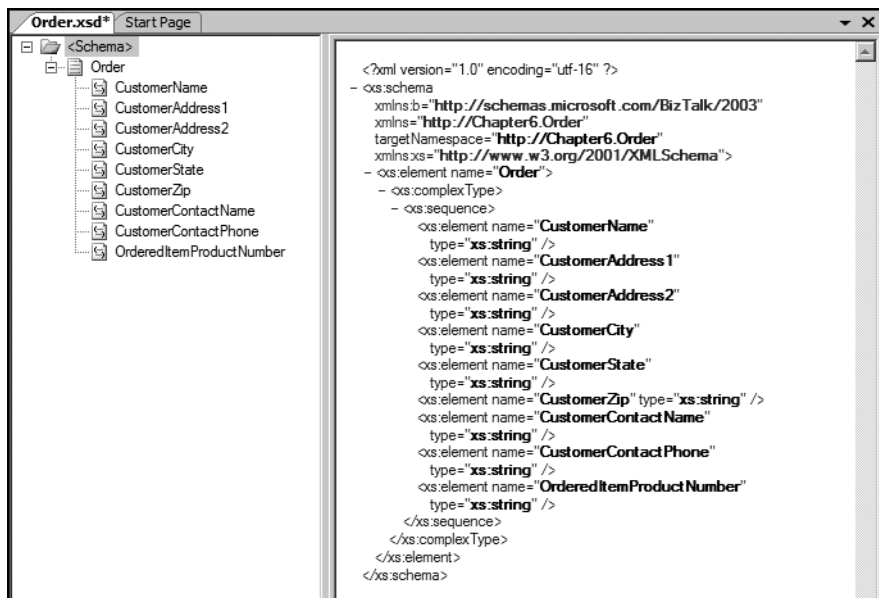 Order.xsd* Start Page
<Schema>
Order
CustomerName
CustomerAddress1
CustomerAddress2
CustomerCity
CustomerState
CustomerZip
CustomerContactName
CustomerContactPhone
OrderedItemProductNumber
<?xml version="1.0" encoding="utf-16" ?>
- <xs:schema
xmlns:b="http://schemas.microsoft.com/BizTalk/2003"
xmlns="http://Chapter6.Order"
targetNamespace="http://Chapter6.Order"
xmlns:xs="http://www.w3.org/2001/XMLSchema">
- <xs:element name="Order">
- <xs:complexType>
- <xs:sequence>
<xs:element name="CustomerName"
type="xs:string" />
<xs:element name="CustomerAddress1"
type="xs:string" />
<xs:element name="CustomerAddress2"
type="xs:string" />
<xs:element name="CustomerCity"
type="xs:string" />
<xs:element name="CustomerState"
type="xs:string" />
<xs:element name="CustomerZip" type="xs:string" />
<xs:element name="CustomerContactName"
type="xs:string" />
<xs:element name="CustomerContactPhone"
type="xs:string" />
<xs:element name="OrderedItemProductNumber"
type="xs:string" />
</xs:sequence>
</xs:complexType>
</xs:element>
</xs:schema>